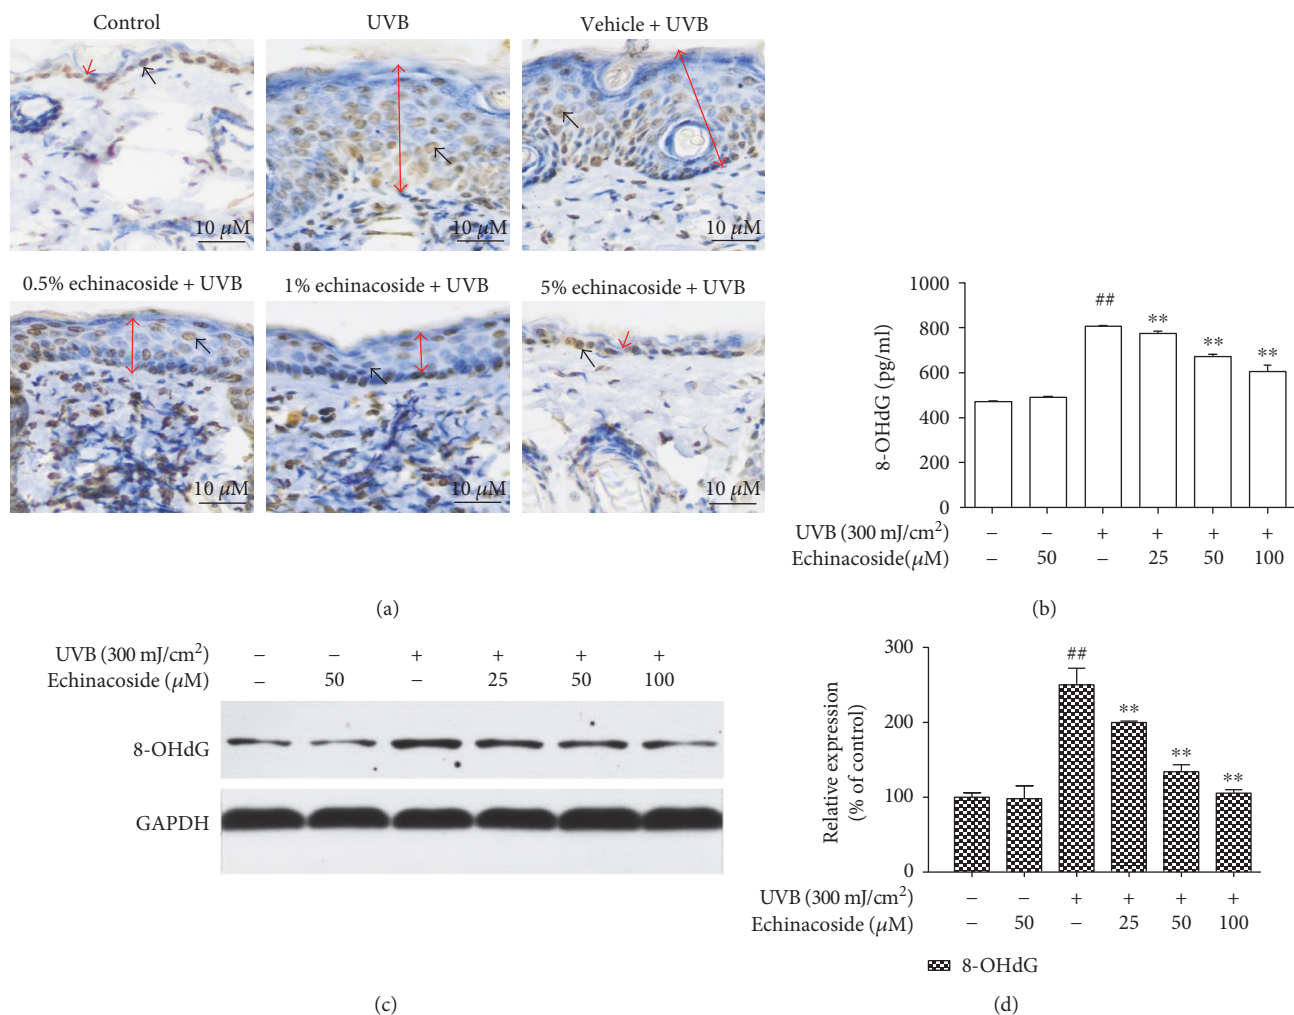 Control
UVB
Vehicle + UVB
10 μM
10 μM
10 μM
0.5% echinacoside + UVB
1% echinacoside + UVB
5% echinacoside + UVB
10 μM
10 μM
10 μM
(a)
8-OHdG (pg/ml)
1000
800
600
400
200
0
##
**
**
**
UVB (300 mJ/cm²) − − + + + +
Echinacoside(μM) − 50 − 25 50 100
(b)
UVB (300 mJ/cm²) − − + + + +
Echinacoside (μM) − 50 − 25 50 100
8-OHdG
GAPDH
(c)
Relative expression
(% of control)
300
200
100
0
##
**
**
**
UVB (300 mJ/cm²) − − + + + +
Echinacoside (μM) − 50 − 25 50 100
8-OHdG
(d)